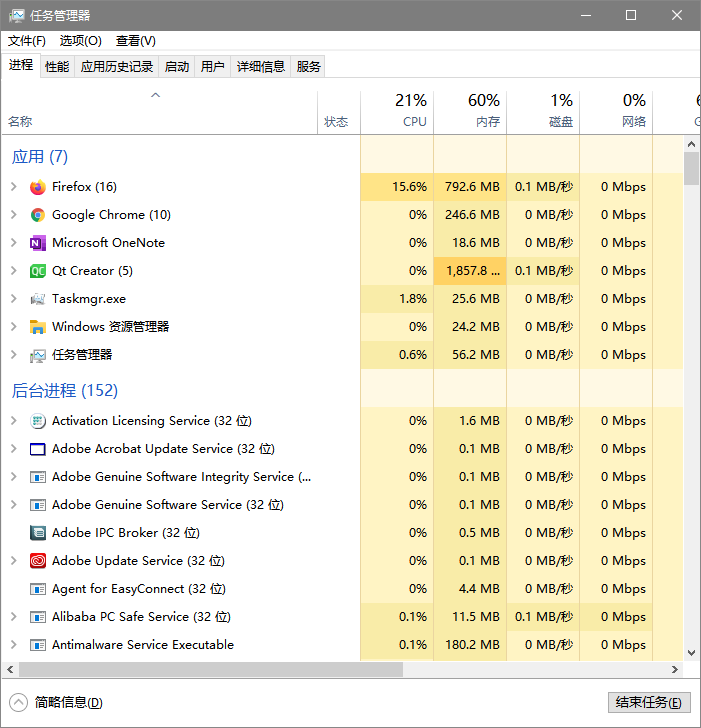 任务管理器
文件(F) 选项(O) 查看(V)
进程 性能 应用历史记录 启动 用户 详细信息 服务
21% 60% 1% 0%
名称 状态 CPU 内存 磁盘 网络
应用 (7)
Firefox (16) 15.6% 792.6 MB 0.1 MB/秒 0 Mbps
Google Chrome (10) 0% 246.6 MB 0 MB/秒 0 Mbps
Microsoft OneNote 0% 18.6 MB 0 MB/秒 0 Mbps
Qt Creator (5) 0% 1,857.8 ... 0.1 MB/秒 0 Mbps
Taskmgr.exe 1.8% 25.6 MB 0 MB/秒 0 Mbps
Windows 资源管理器 0% 24.2 MB 0 MB/秒 0 Mbps
任务管理器 0.6% 56.2 MB 0 MB/秒 0 Mbps
后台进程 (152)
Activation Licensing Service (32 位) 0% 1.6 MB 0 MB/秒 0 Mbps
Adobe Acrobat Update Service (32 位) 0% 0.1 MB 0 MB/秒 0 Mbps
Adobe Genuine Software Integrity Service (... 0% 0.1 MB 0 MB/秒 0 Mbps
Adobe Genuine Software Service (32 位) 0% 0.1 MB 0 MB/秒 0 Mbps
Adobe IPC Broker (32 位) 0% 0.5 MB 0 MB/秒 0 Mbps
Adobe Update Service (32 位) 0% 0.1 MB 0 MB/秒 0 Mbps
Agent for EasyConnect (32 位) 0% 4.4 MB 0 MB/秒 0 Mbps
Alibaba PC Safe Service (32 位) 0.1% 11.5 MB 0.1 MB/秒 0 Mbps
Antimalware Service Executable 0.1% 180.2 MB 0 MB/秒 0 Mbps
简略信息(D) 结束任务(E)